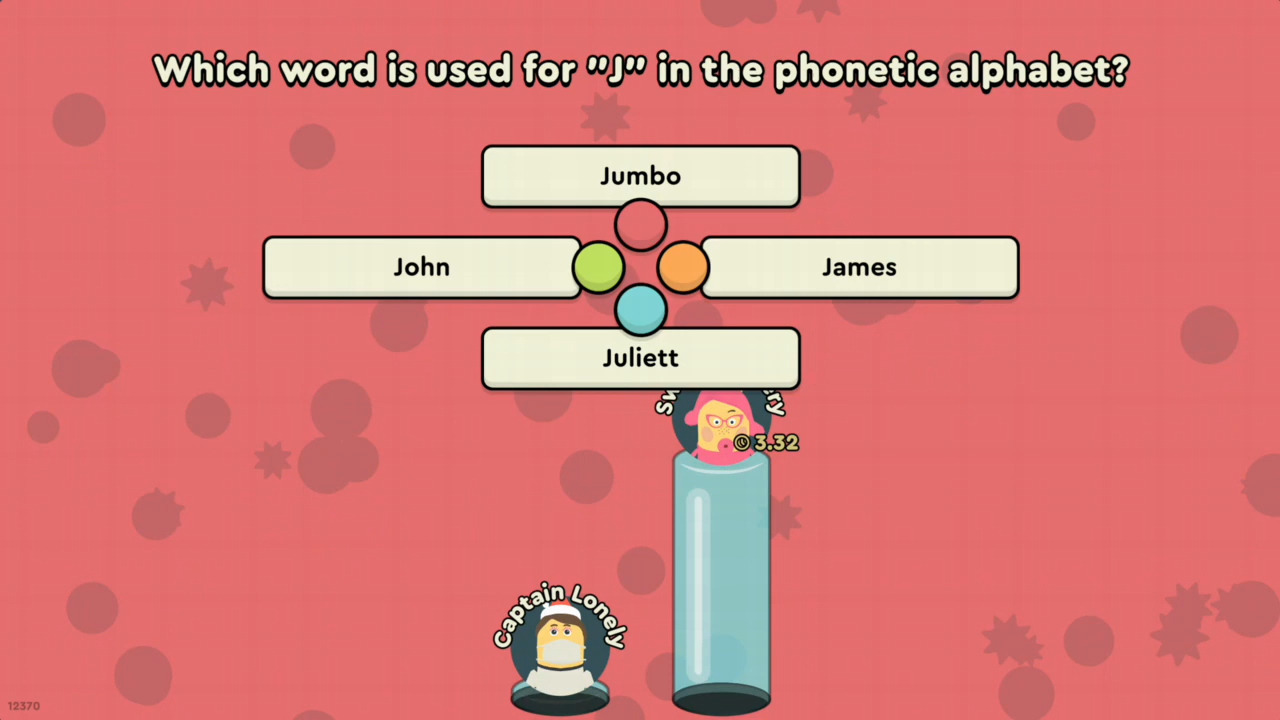 Which word is used for "J" in the phonetic alphabet?
Jumbo
John
James
Juliett
3.32
Captain Lonely
12370